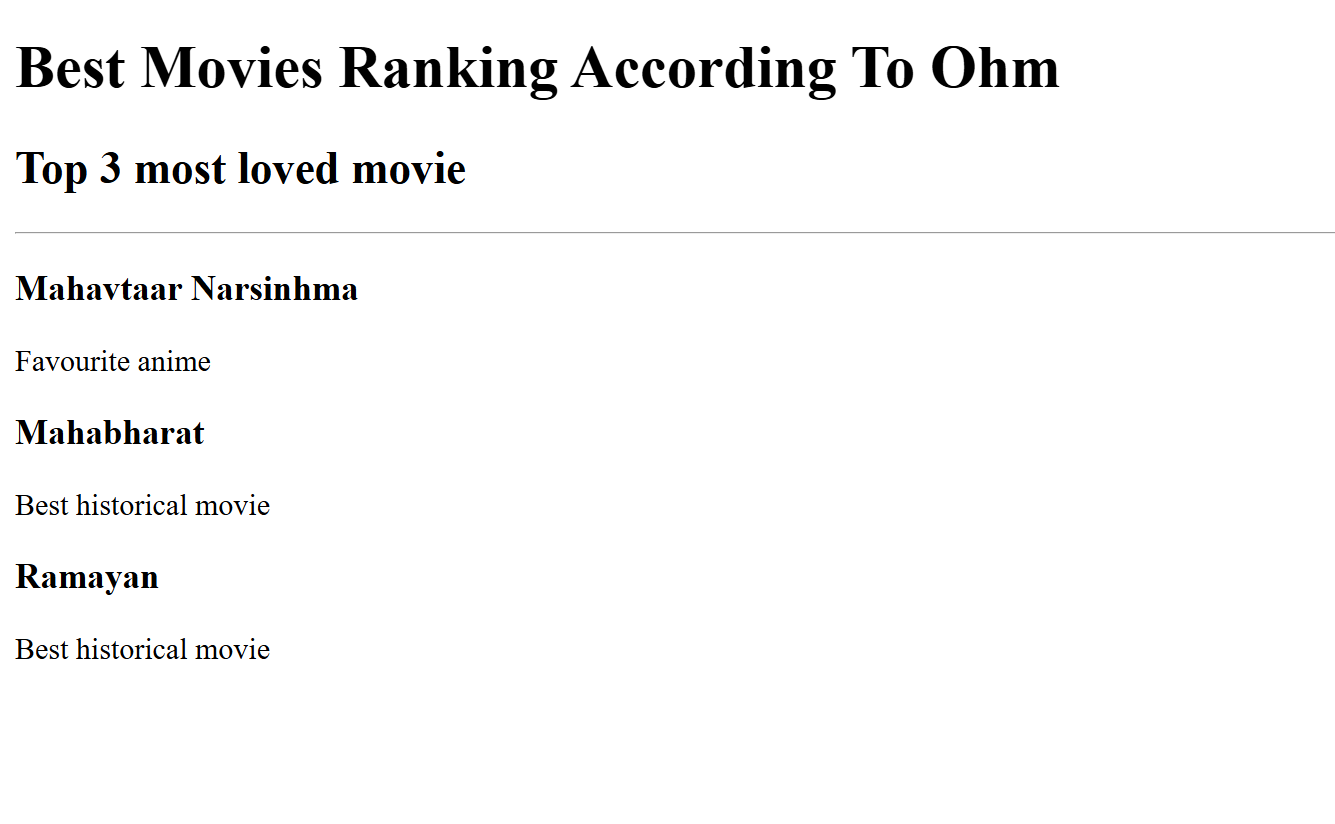 Best Movies Ranking According To Ohm
Top 3 most loved movie
Mahavtaar Narsinhma
Favourite anime
Mahabharat
Best historical movie
Ramayan
Best historical movie